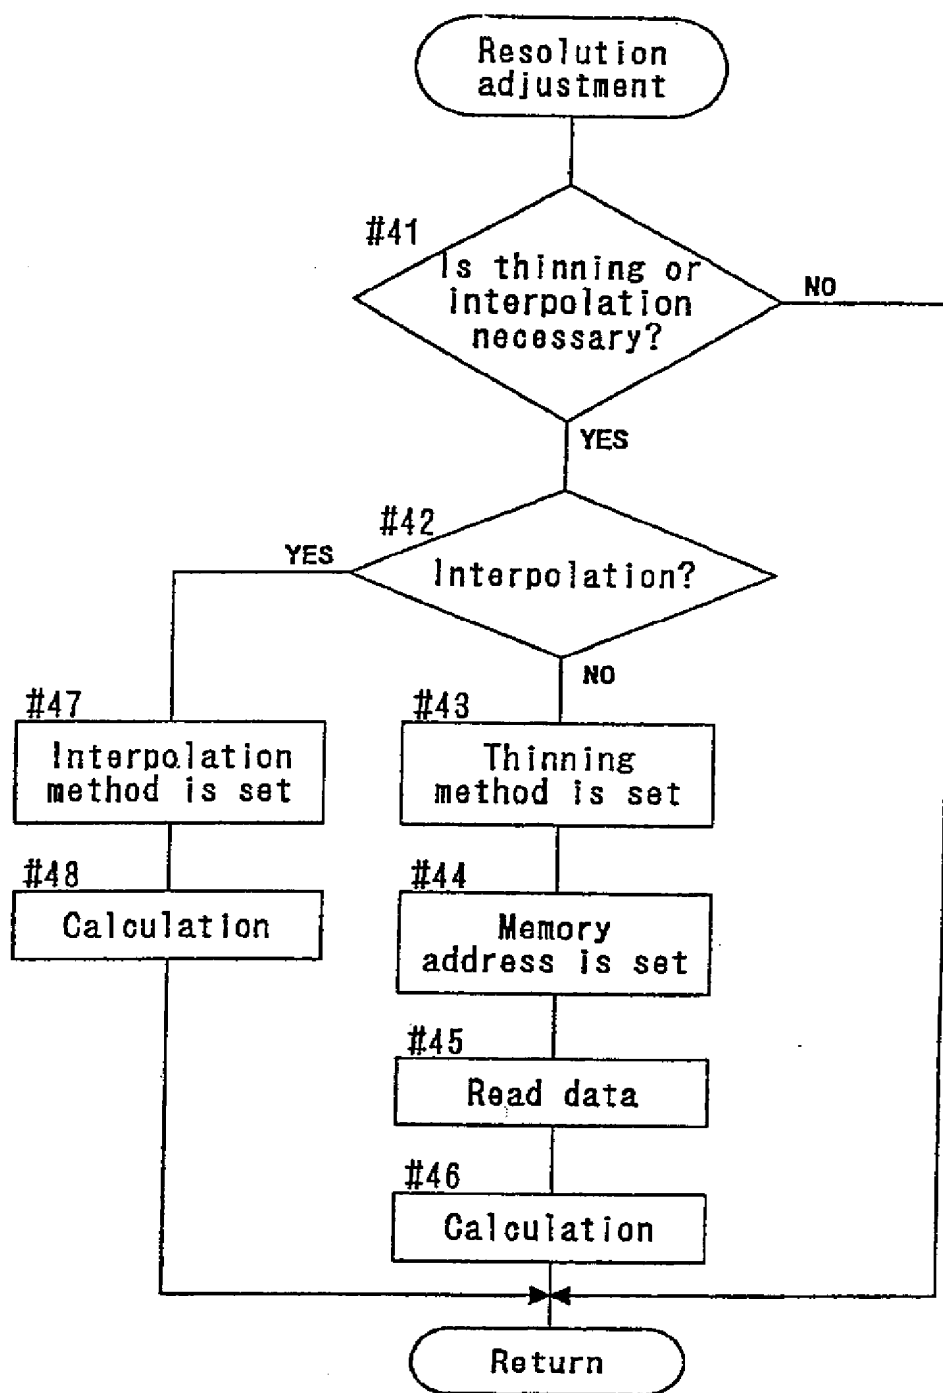 Resolution
adjustment
#41
Is thinning or
interpolation
necessary?
NO
YES
#42
YES
Interpolation?
NO
#47
Interpolation
method is set
#43
Thinning
method is set
#48
Calculation
#44
Memory
address is set
#45
Read data
#46
Calculation
Return